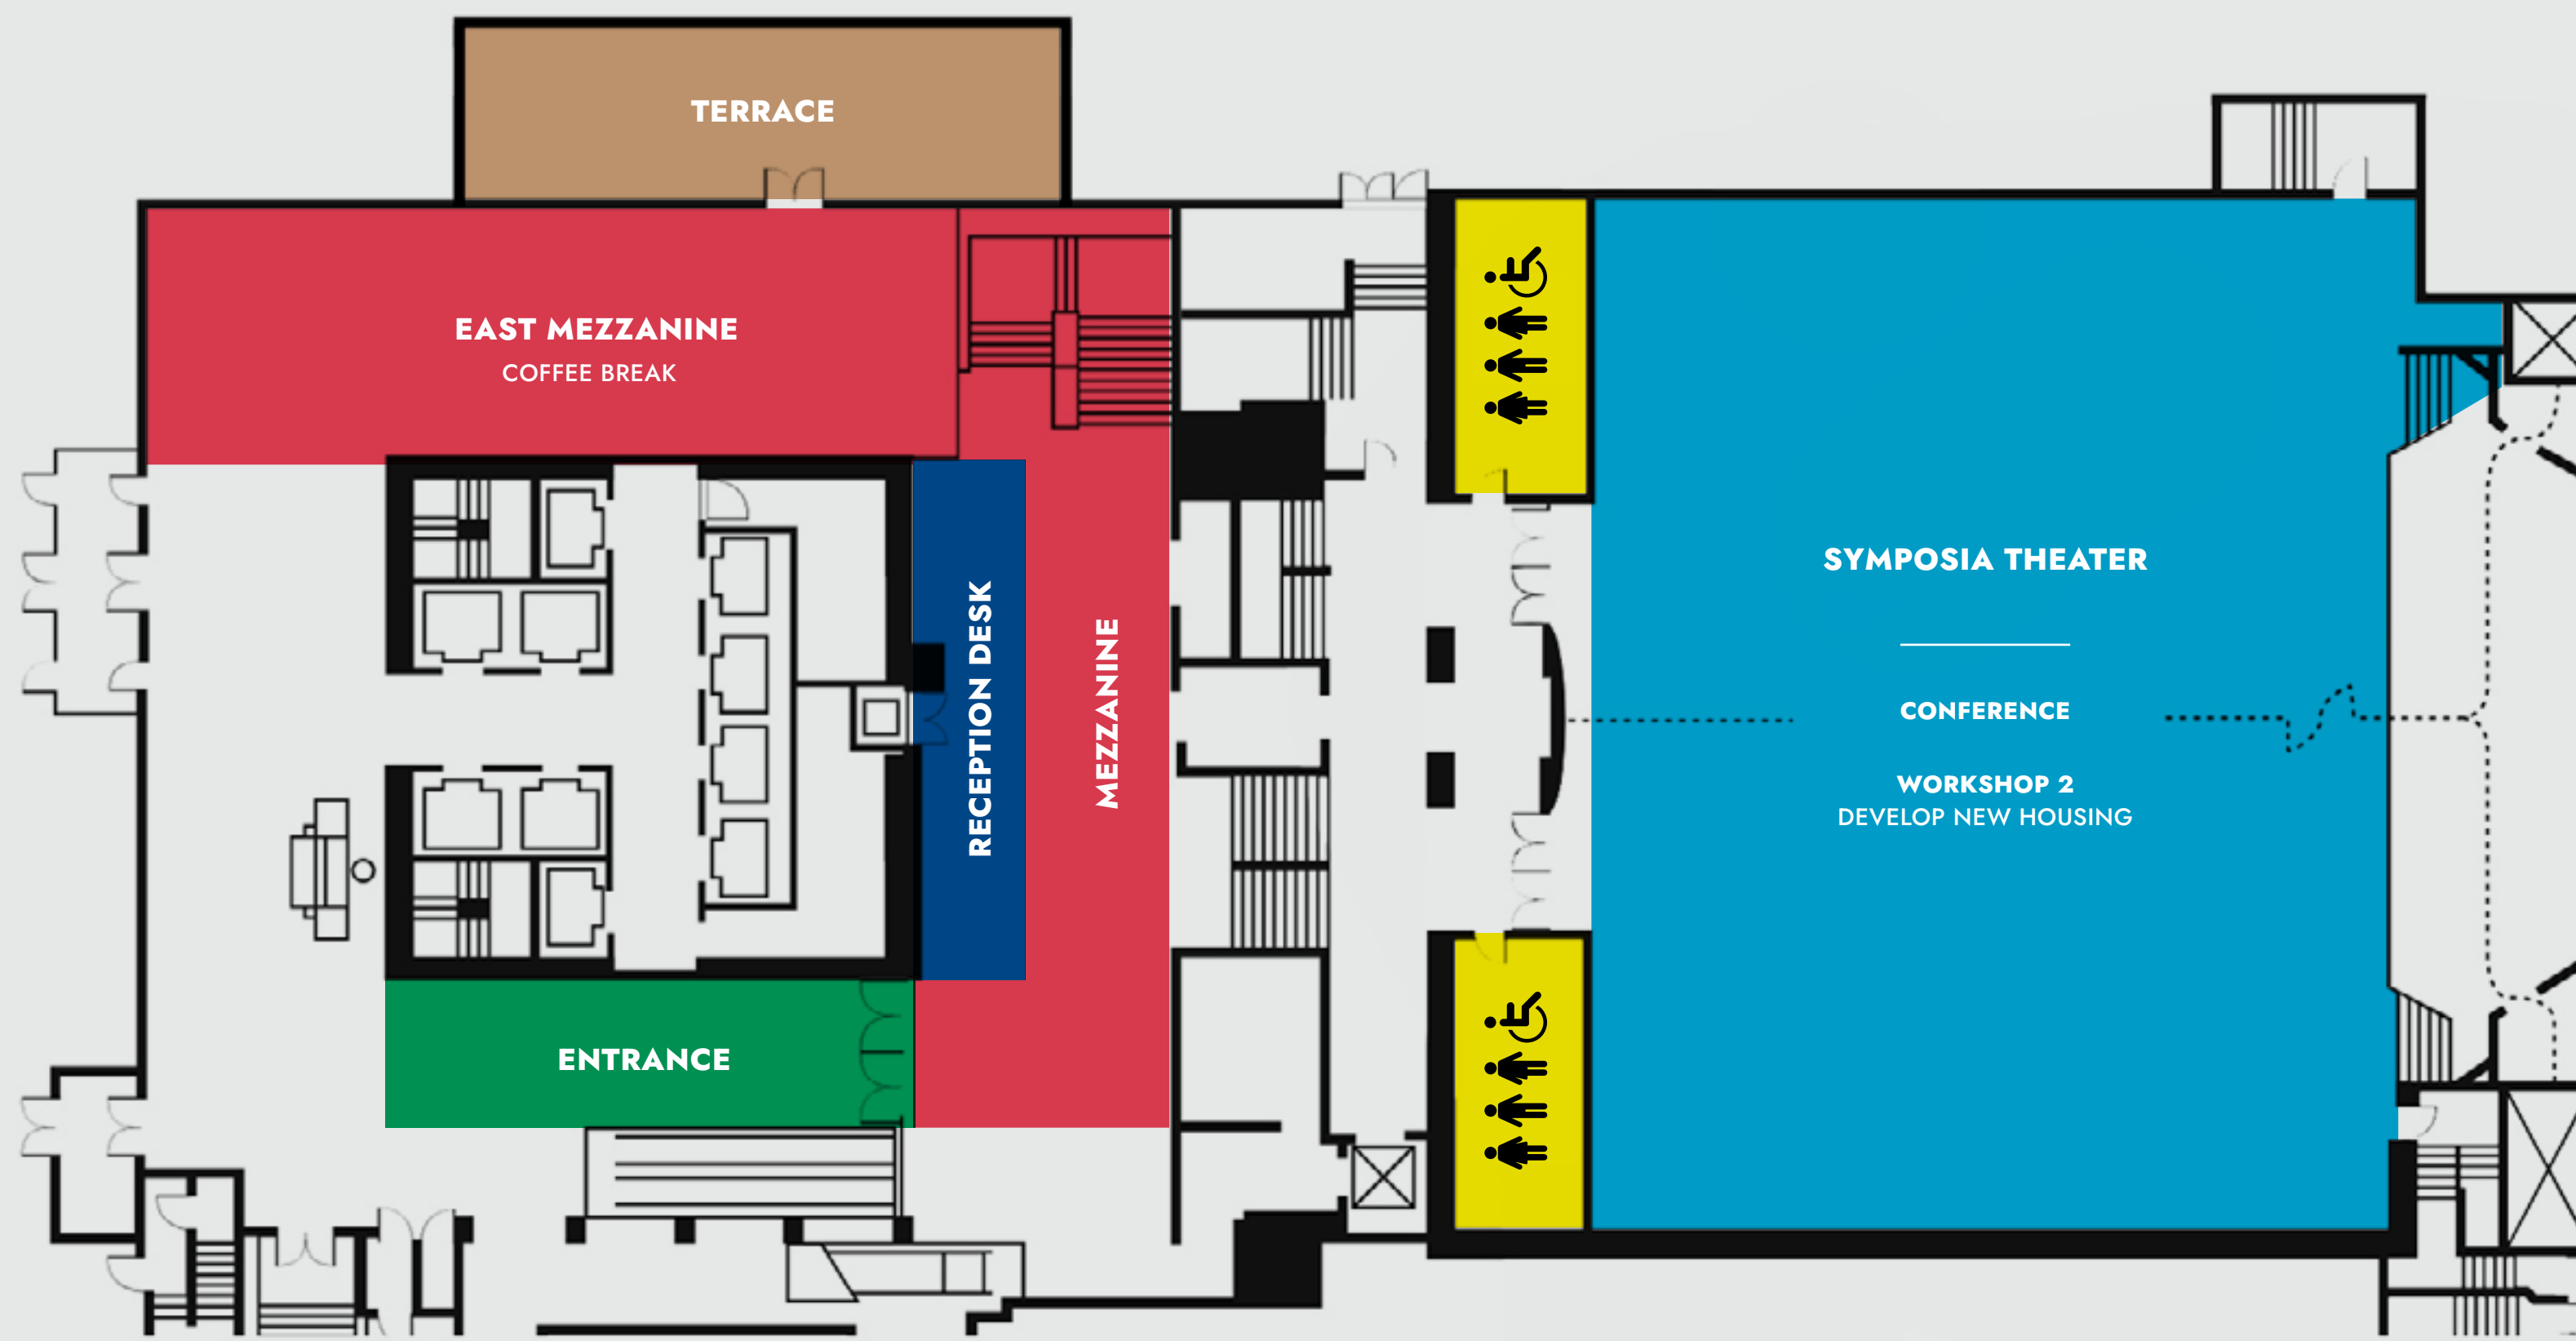 TERRACE
EAST MEZZANINE
COFFEE BREAK
RECEPTION DESK
MEZZANINE
ENTRANCE
SYMPOSIA THEATER
CONFERENCE
WORKSHOP 2
DEVELOP NEW HOUSING